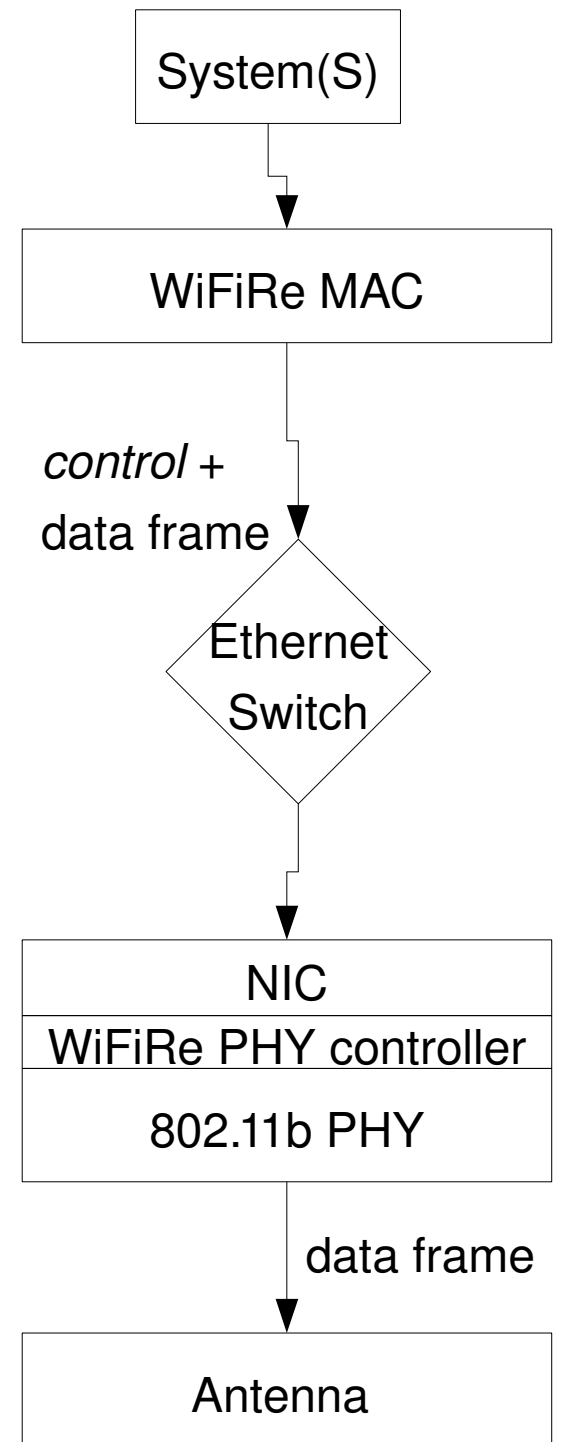 System(S)
WiFiRe MAC
control +
data frame
Ethernet
Switch
NIC
WiFiRe PHY controller
802.11b PHY
data frame
Antenna